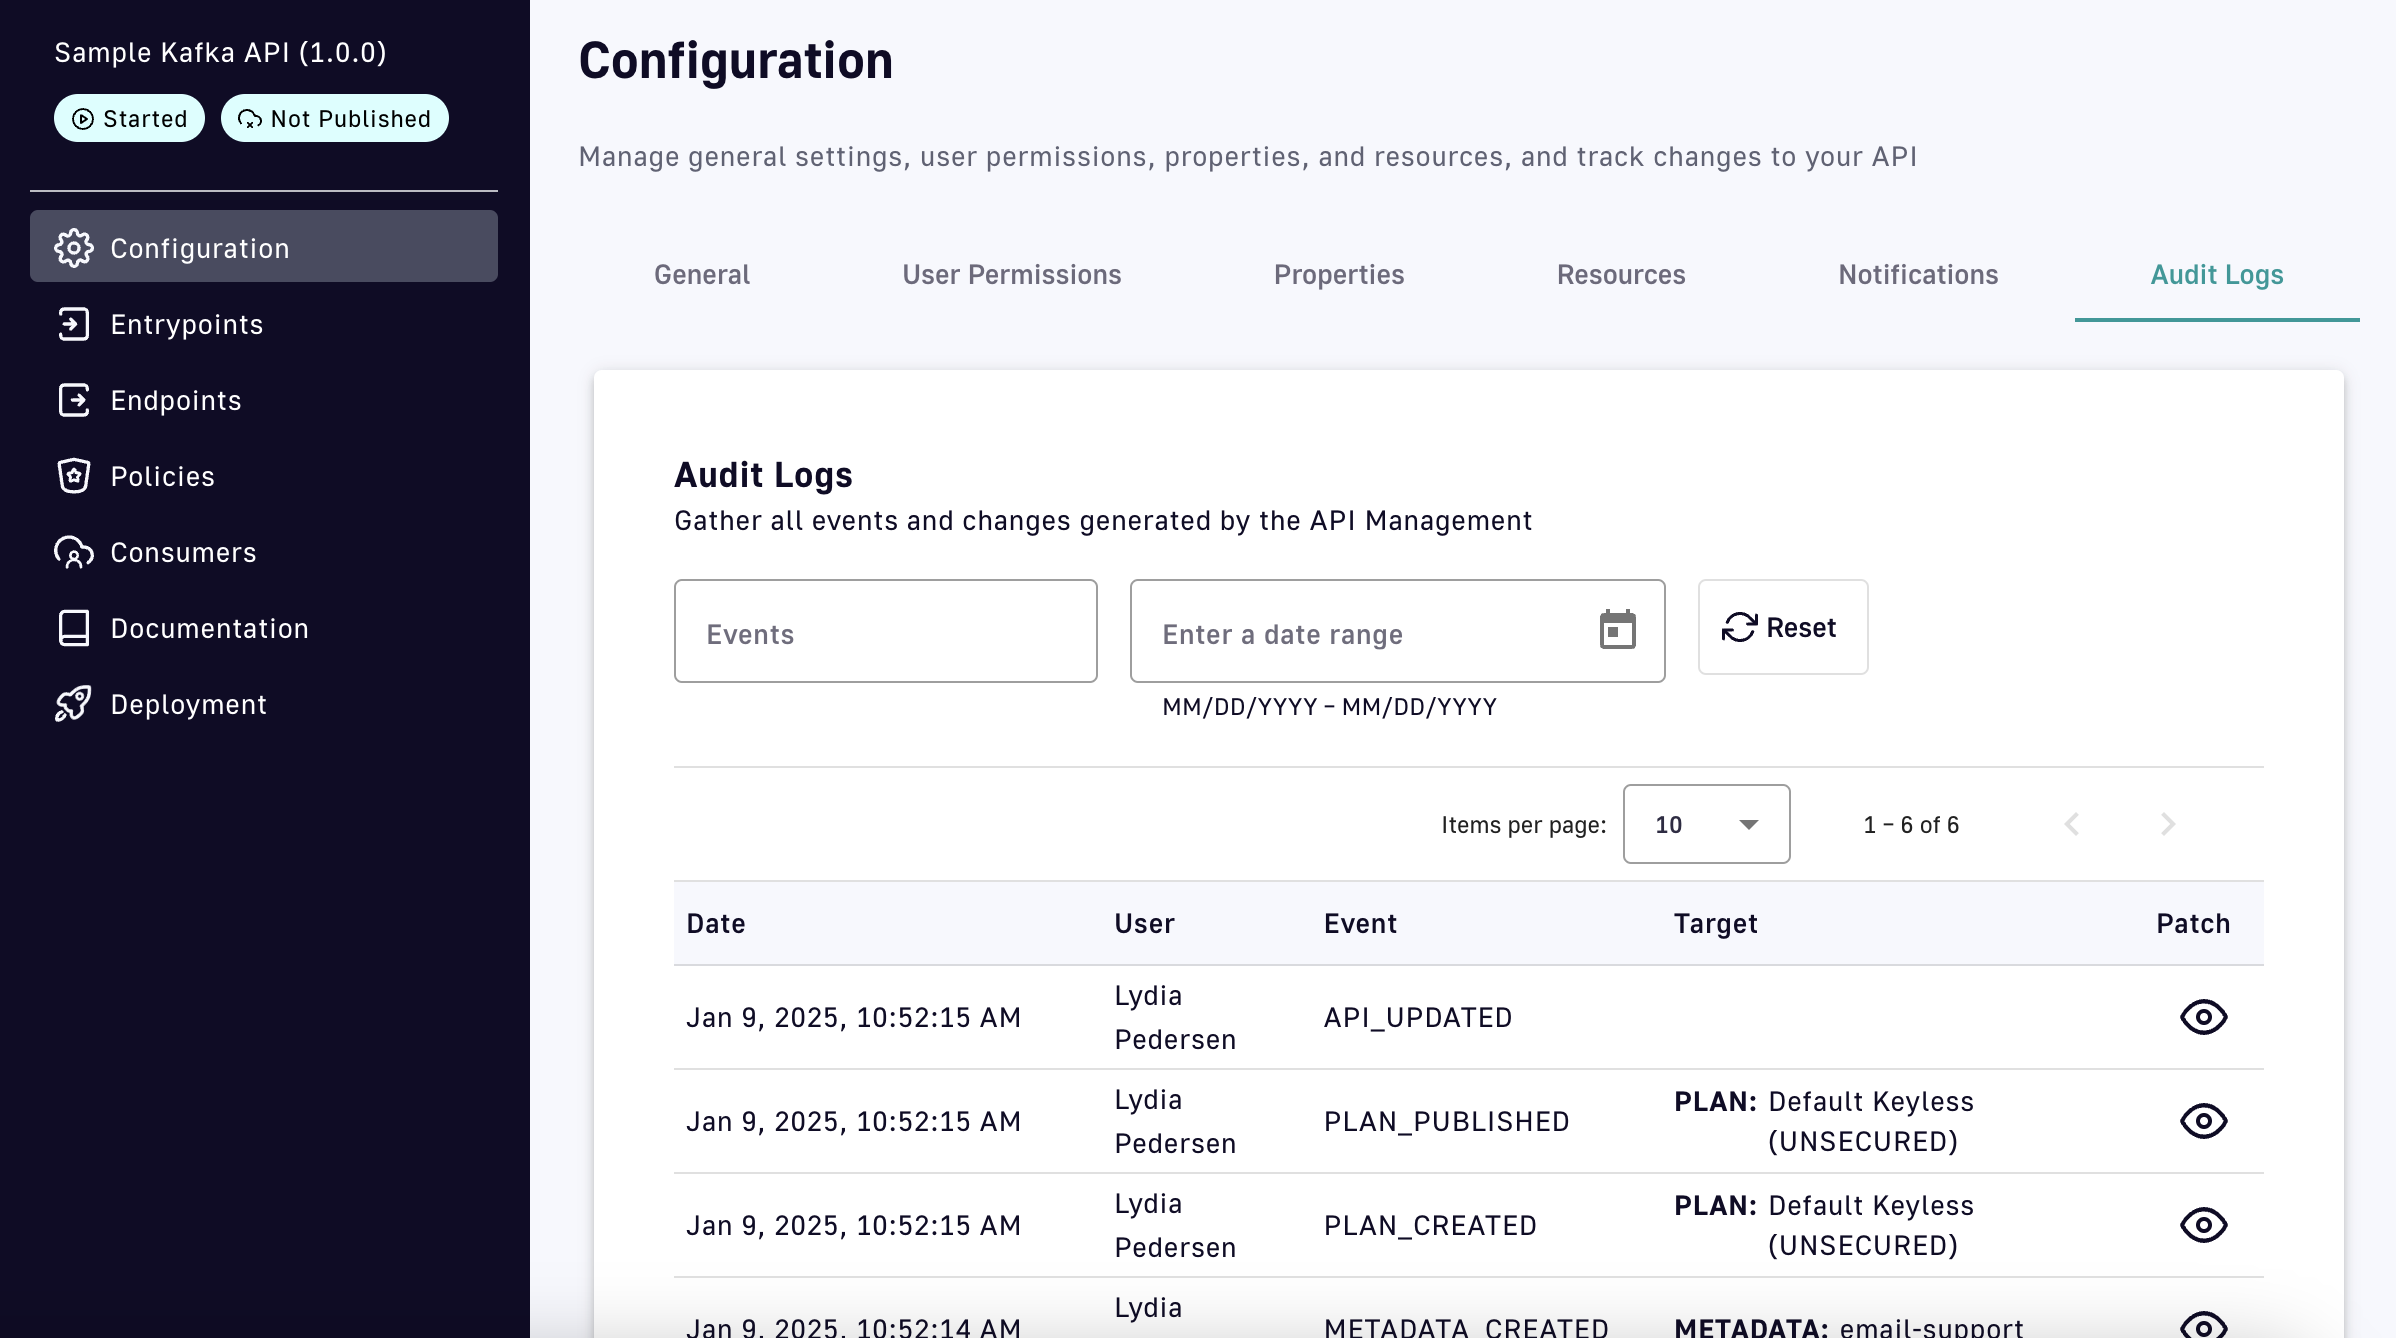 Sample Kafka API (1.0.0)
Started
Not Published
Configuration
Entrypoints
Endpoints
Policies
Consumers
Documentation
Deployment
Configuration
Manage general settings, user permissions, properties, and resources, and track changes to your API
General User Permissions Properties Resources Notifications Audit Logs
Audit Logs
Gather all events and changes generated by the API Management
Events
Enter a date range
Reset
MM/DD/YYYY – MM/DD/YYYY
Items per page: 10 1 – 6 of 6
Date User Event Target Patch
Jan 9, 2025, 10:52:15 AM Lydia Pedersen API_UPDATED
Jan 9, 2025, 10:52:15 AM Lydia Pedersen PLAN_PUBLISHED PLAN: Default Keyless (UNSECURED)
Jan 9, 2025, 10:52:15 AM Lydia Pedersen PLAN_CREATED PLAN: Default Keyless (UNSECURED)
Jan 9, 2025, 10:52:14 AM Lydia METADATA_CREATED METADATA: email-support